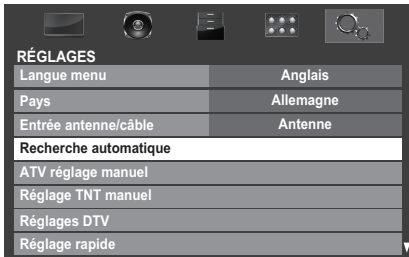 RÉGLAGES
Langue menu Anglais
Pays Allemagne
Entrée antenne/câble Antenne
Recherche automatique
ATV réglage manuel
Réglage TNT manuel
Réglages DTV
Réglage rapide